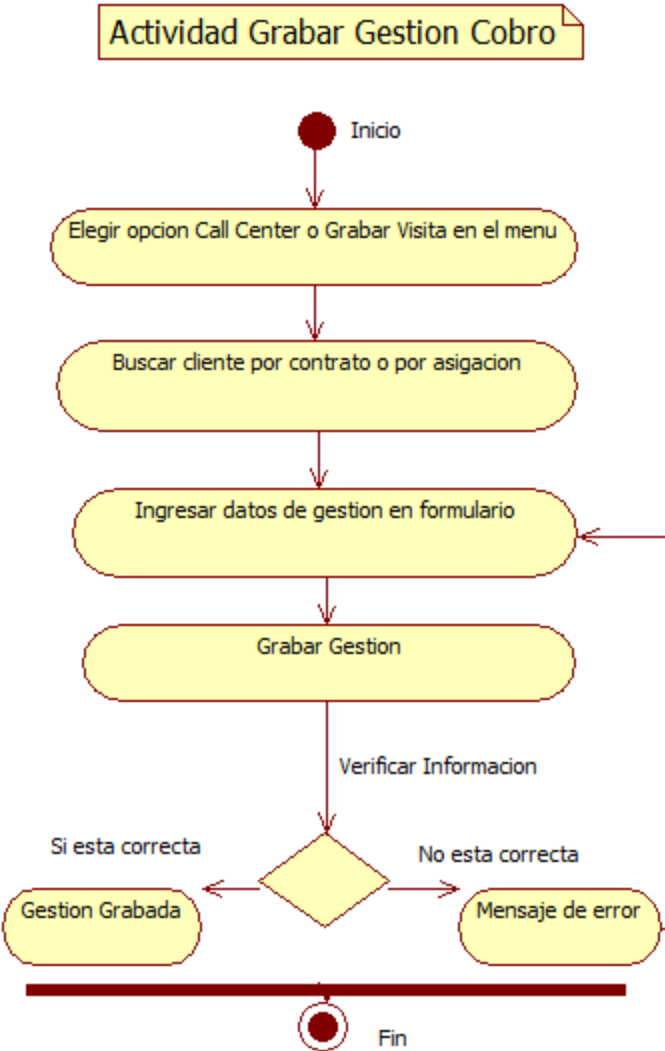 Actividad Grabar Gestion Cobro
Inicio
Elegir opcion Call Center o Grabar Visita en el menu
Buscar cliente por contrato o por asigacion
Ingresar datos de gestion en formulario
Grabar Gestion
Verificar Informacion
Si esta correcta
No esta correcta
Gestion Grabada
Mensaje de error
Fin